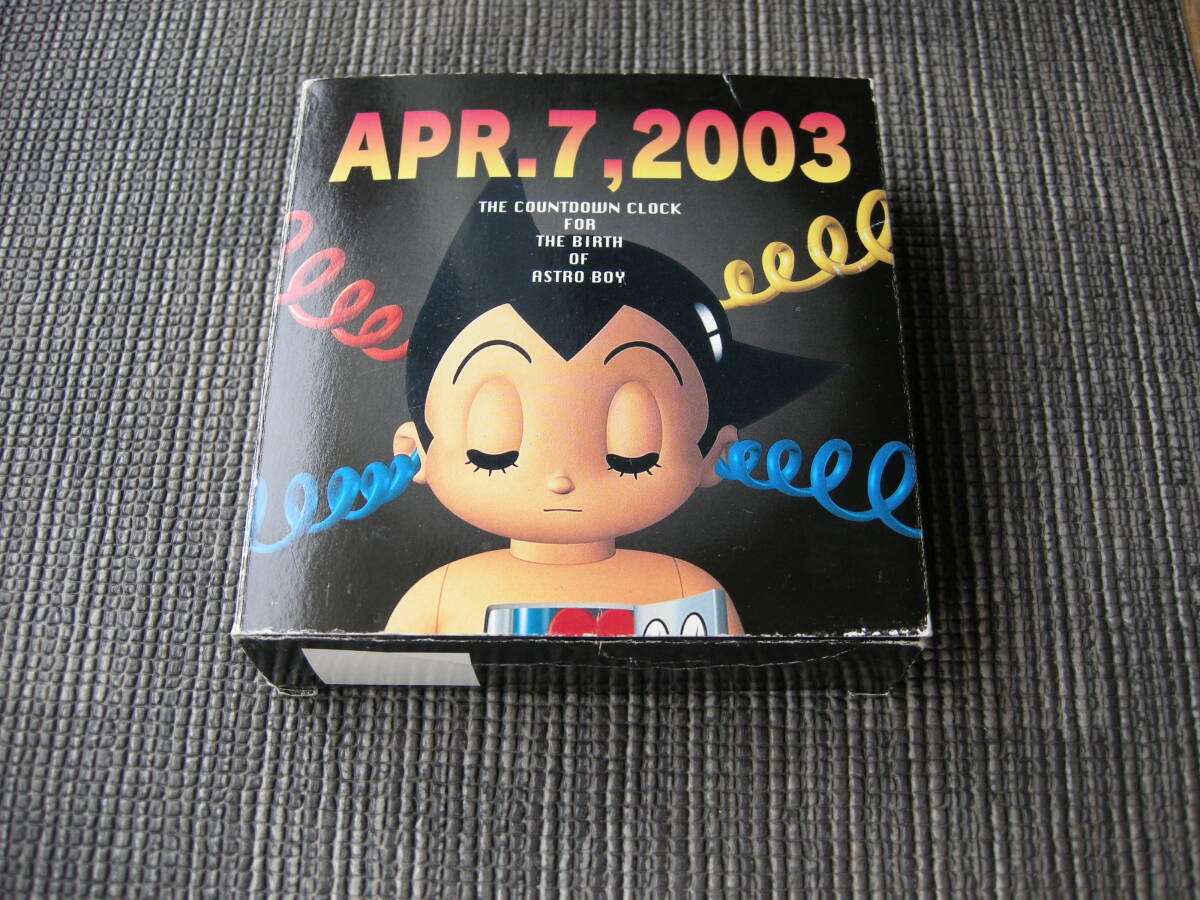 APR.7,2003
THE COUNTDOWN CLOCK
FOR
THE BIRTH
OF
ASTRO BOY